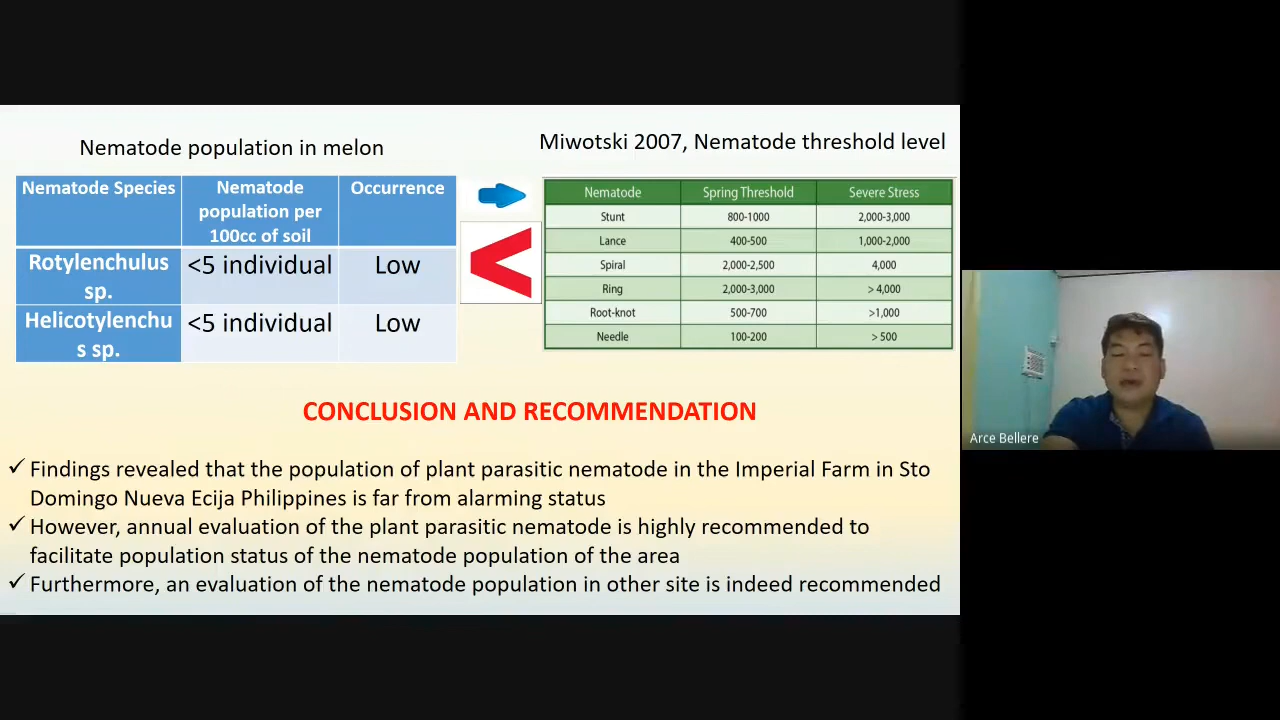 Nematode population in melon
Nematode Species
Nematode population per 100cc of soil
Occurrence
Rotylenchulus sp.
<5 individual
Low
Helicotylenchu
s sp.
<5 individual
Low
<
Miwotski 2007, Nematode threshold level
Nematode Spring Threshold Severe Stress
Stunt 800-1000 2,000-3,000
Lance 400-500 1,000-2,000
Spiral 2,000-2,500 4,000
Ring 2,000-3,000 > 4,000
Root-knot 500-700 >1,000
Needle 100-200 > 500
CONCLUSION AND RECOMMENDATION
✓ Findings revealed that the population of plant parasitic nematode in the Imperial Farm in Sto
Domingo Nueva Ecija Philippines is far from alarming status
✓ However, annual evaluation of the plant parasitic nematode is highly recommended to
facilitate population status of the nematode population of the area
✓ Furthermore, an evaluation of the nematode population in other site is indeed recommended
Arce Bellere